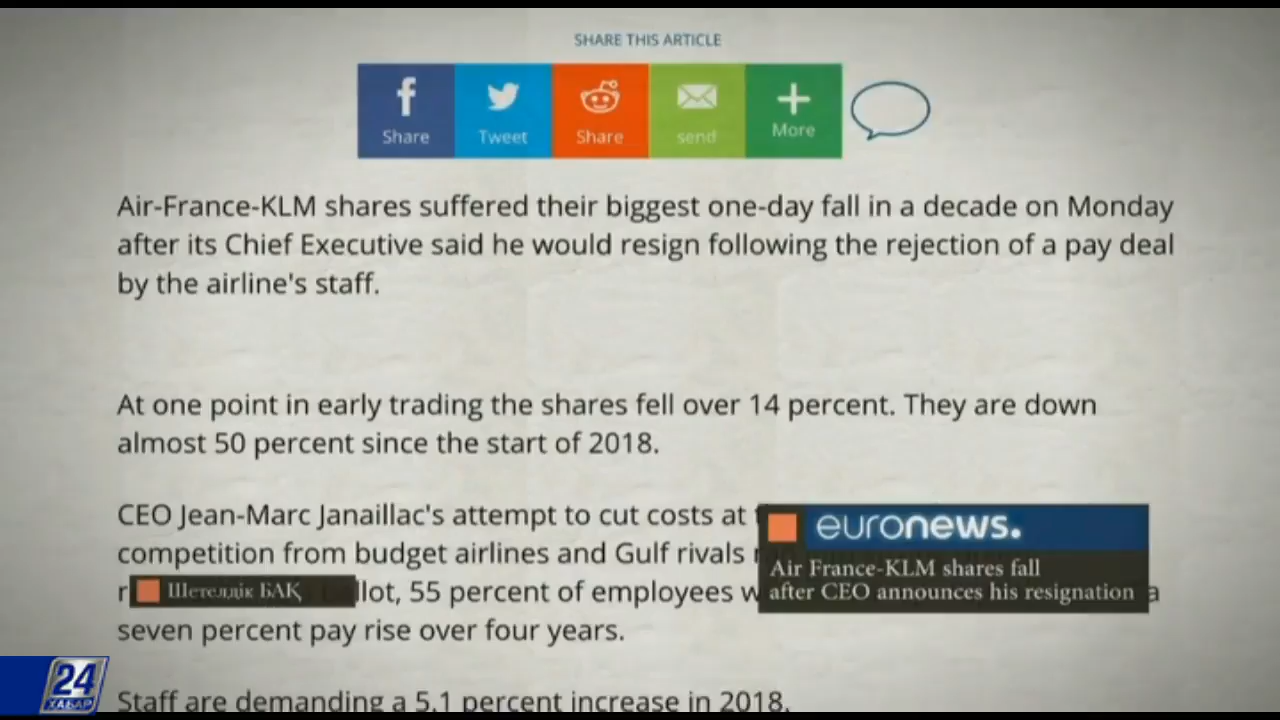 SHARE THIS ARTICLE
Share Tweet Share send More
Air-France-KLM shares suffered their biggest one-day fall in a decade on Monday
after its Chief Executive said he would resign following the rejection of a pay deal
by the airline's staff.
At one point in early trading the shares fell over 14 percent. They are down
almost 50 percent since the start of 2018.
CEO Jean-Marc Janaillac's attempt to cut costs at
competition from budget airlines and Gulf rivals
55 percent of employees
seven percent pay rise over four years.
Staff are demanding a 5.1 percent increase in 2018.
euronews.
Air France-KLM shares fall
after CEO announces his resignation
Шетелдік БАҚ
24
ХАБАР